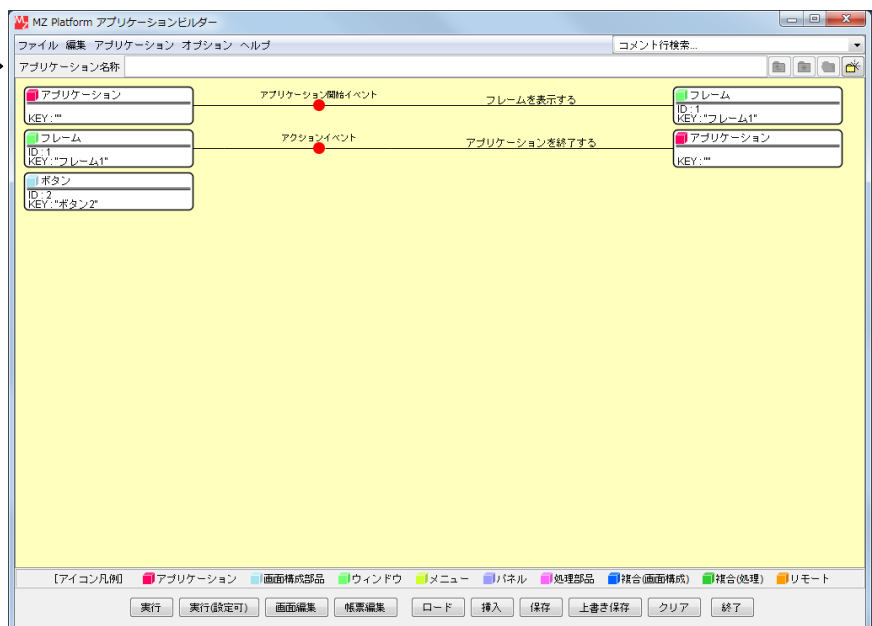 MZ Platform アプリケーションビルダー
ファイル 編集 アプリケーション オプション ヘルプ コメント行検索...
アプリケーション名称
アプリケーション アプリケーション開始イベント フレームを表示する フレーム
KEY:"" ID:1
KEY:"フレーム1"
フレーム アクションイベント アプリケーションを終了する アプリケーション
ID:1
KEY:"フレーム1" KEY:""
ボタン
ID:2
KEY:"ボタン2"
[アイコン凡例] アプリケーション 画面構成部品 ウィンドウ メニュー パネル 処理部品 複合(画面構成) 複合(処理) リモート
実行 実行(設定可) 画面編集 帳票編集 ロード 挿入 保存 上書き保存 クリア 終了